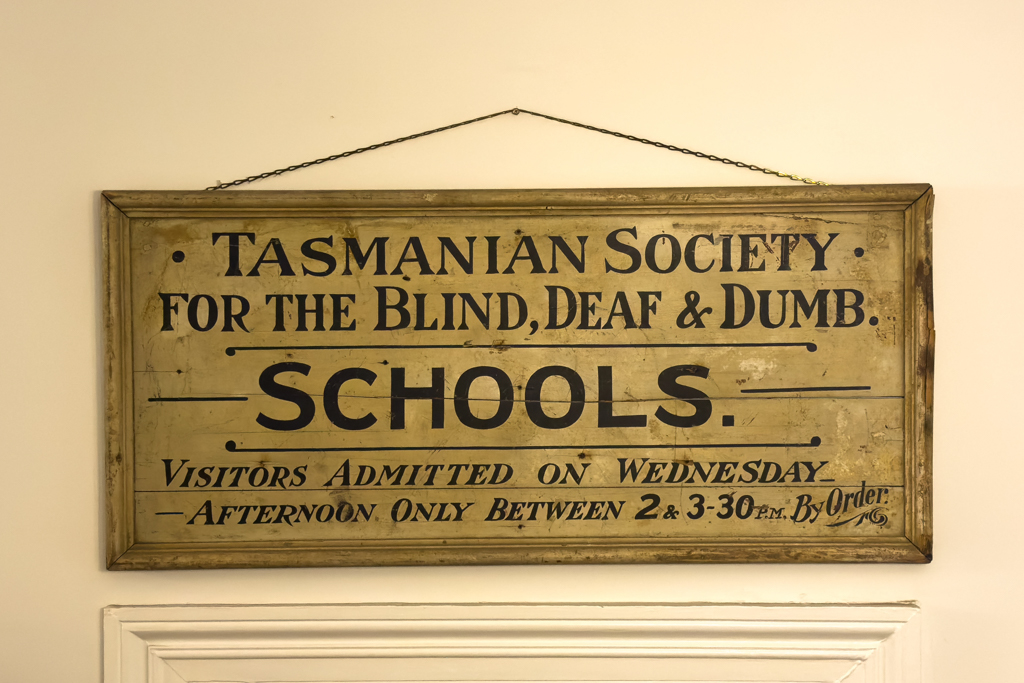 · TASMANIAN SOCIETY ·
FOR THE BLIND, DEAF & DUMB.
SCHOOLS.
VISITORS ADMITTED ON WEDNESDAY
— AFTERNOON ONLY BETWEEN 2 & 3-30 P.M. By Order.